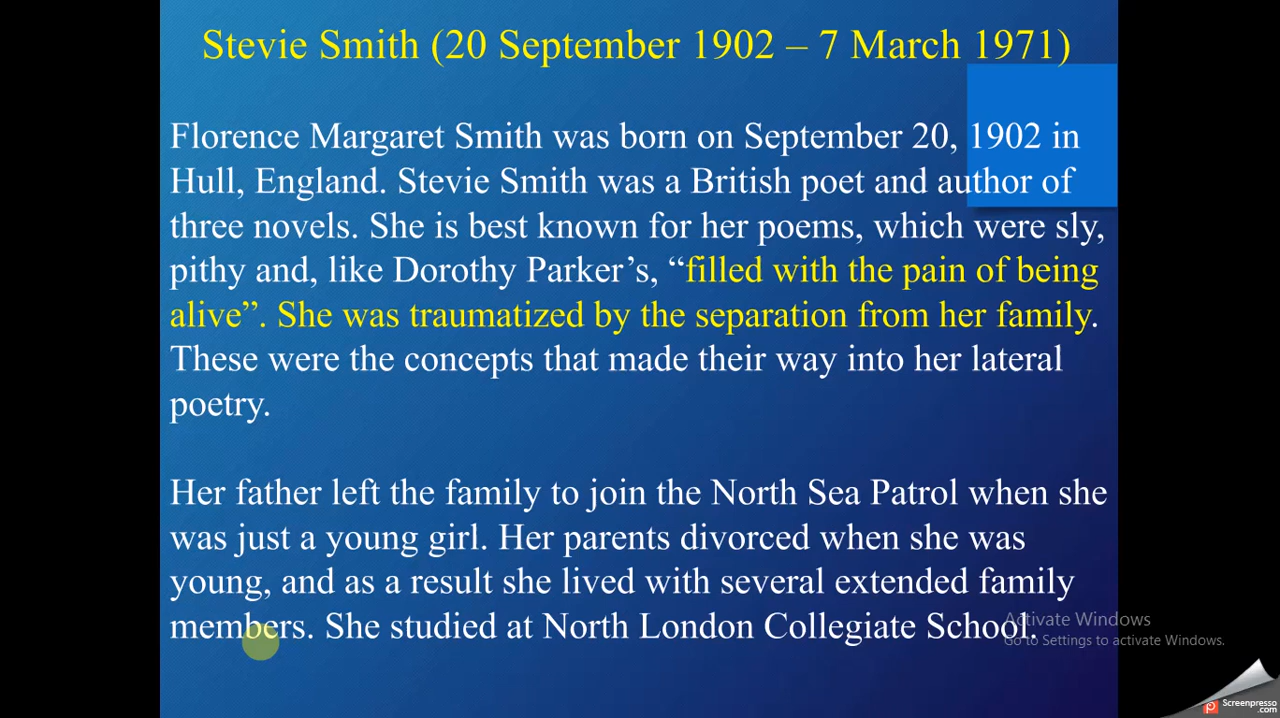 Stevie Smith (20 September 1902 – 7 March 1971)
Florence Margaret Smith was born on September 20, 1902 in
Hull, England. Stevie Smith was a British poet and author of
three novels. She is best known for her poems, which were sly,
pithy and, like Dorothy Parker’s, “filled with the pain of being
alive”. She was traumatized by the separation from her family.
These were the concepts that made their way into her lateral
poetry.
Her father left the family to join the North Sea Patrol when she
was just a young girl. Her parents divorced when she was
young, and as a result she lived with several extended family
members. She studied at North London Collegiate School.
Activate Windows
Go to Settings to activate Windows.
Screenpresso
.com